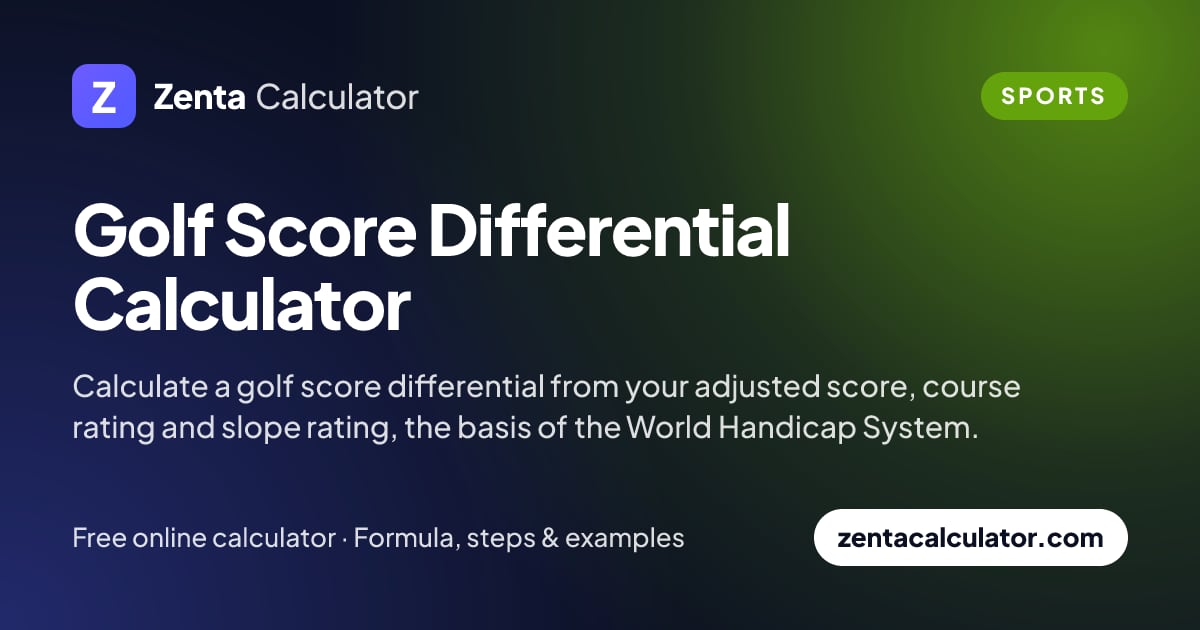 Z Zenta Calculator
SPORTS
Golf Score Differential
Calculator
Calculate a golf score differential from your adjusted score, course
rating and slope rating, the basis of the World Handicap System.
Free online calculator · Formula, steps & examples
zentacalculator.com